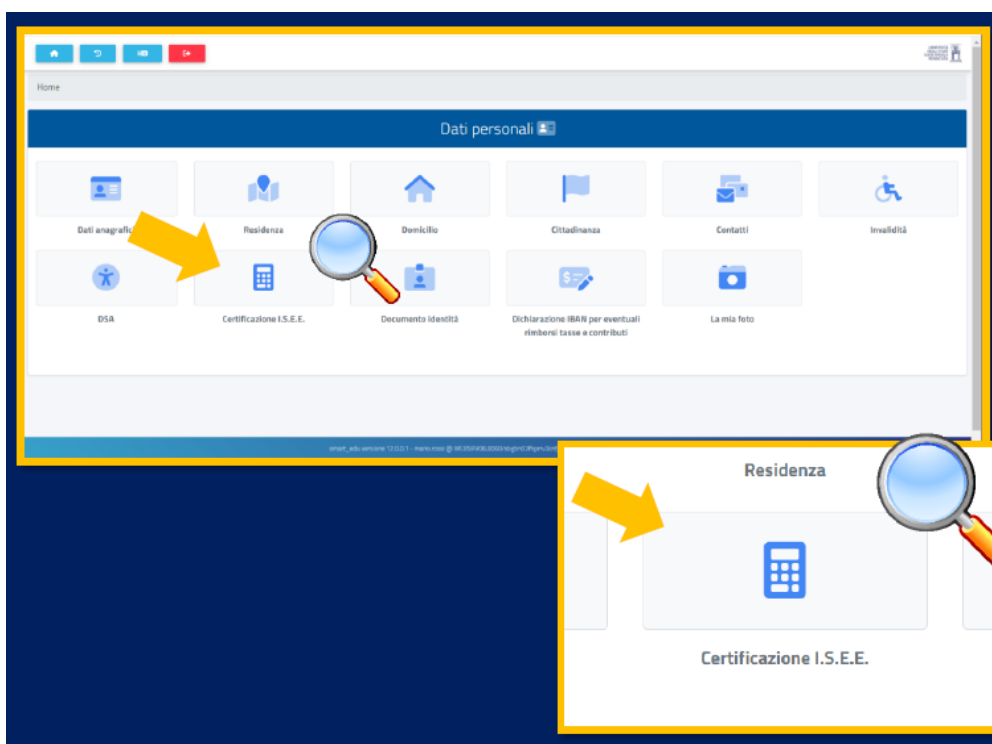 Home
Dati personali
Dati anagrafici
Residenza
Domicilio
Cittadinanza
Contatti
Invalidità
DSA
Certificazione I.S.E.E.
Documento identità
Dichiarazione IBAN per eventuali
rimborsi tasse e contributi
La mia foto
Residenza
Certificazione I.S.E.E.